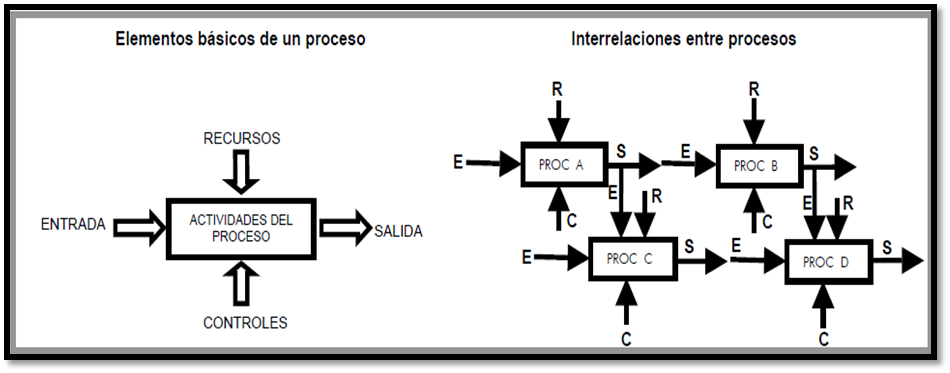 Elementos básicos de un proceso
RECURSOS
ENTRADA
ACTIVIDADES DEL
PROCESO
SALIDA
CONTROLES
Interrelaciones entre procesos
R
R
E
PROC A
S
E
PROC B
S
E
R
E
R
C
C
E
PROC C
S
E
PROC D
S
C
C